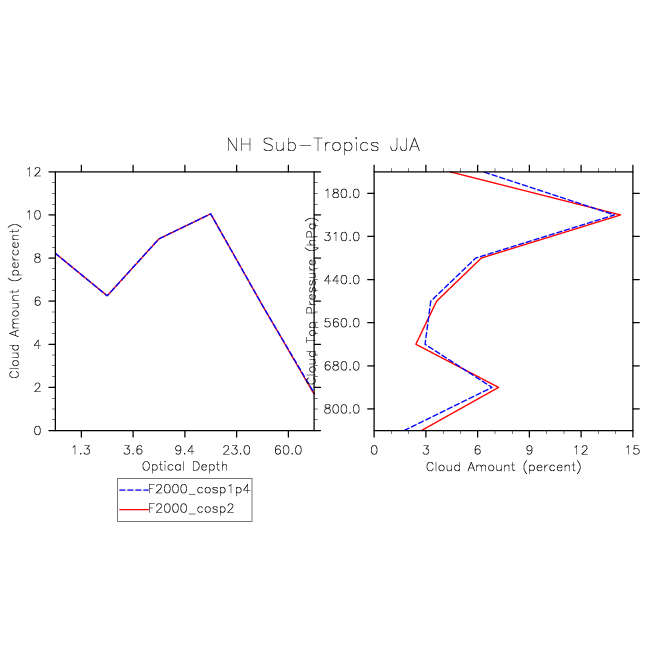 NH Sub-Tropics JJA
Cloud Amount (percent)
12
10
8
6
4
2
0
1.3 3.6 9.4 23.0 60.0
Optical Depth
Cloud Top Pressure (hPa)
180.0
310.0
440.0
560.0
680.0
800.0
0 3 6 9 12 15
Cloud Amount (percent)
F2000_cosp1p4
F2000_cosp2